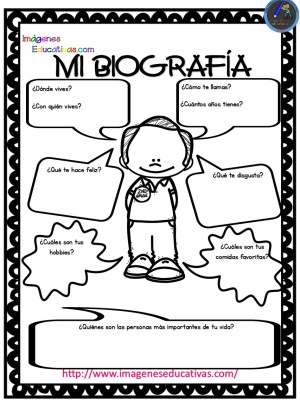 Imágenes
Educativas.com
MI BIOGRAFÍA
¿Dónde vives?
¿Con quién vives?
¿Cómo te llamas?
¿Cuántos años tienes?
¿Qué te hace feliz?
¿Qué te disgusta?
¿Cuáles son tus
hobbies?
¿Cuáles son tus
comidas favoritas?
¿Quiénes son las personas más importantes de tu vida?
http://www.imageneseducativas.com/